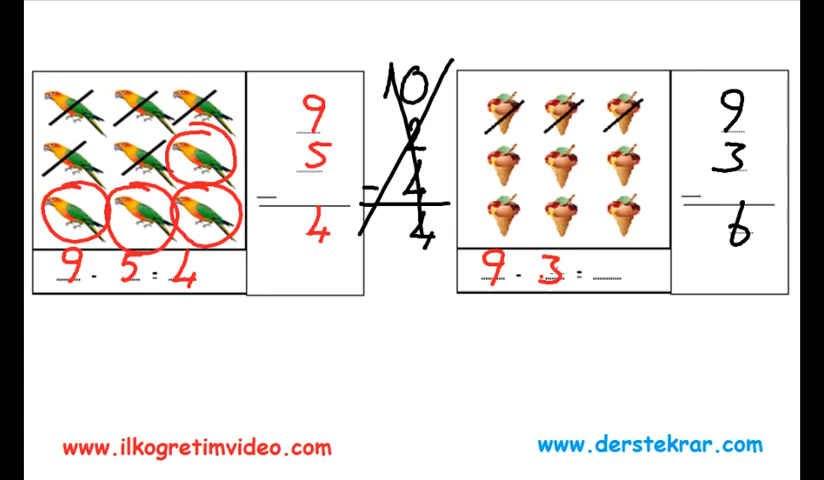 9
5
- 4
9 - 5 = 4
10
4
- 4
9
3
- 6
9 - 3 = ......
www.ilkogretimvideo.com
www.derstekrar.com